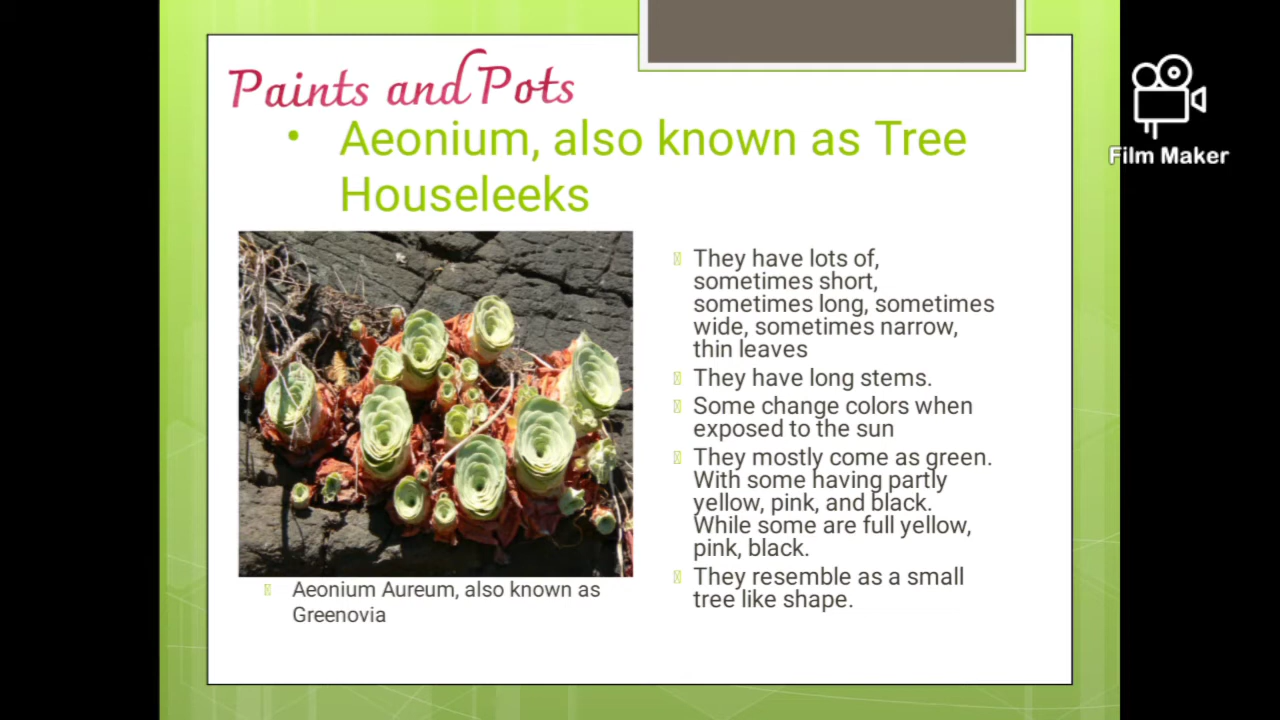 Paints and Pots
• Aeonium, also known as Tree
Houseleeks
They have lots of,
sometimes short,
sometimes long, sometimes
wide, sometimes narrow,
thin leaves
They have long stems.
Some change colors when
exposed to the sun
They mostly come as green.
With some having partly
yellow, pink, and black.
While some are full yellow,
pink, black.
They resemble as a small
tree like shape.
Aeonium Aureum, also known as
Greenovia
Film Maker